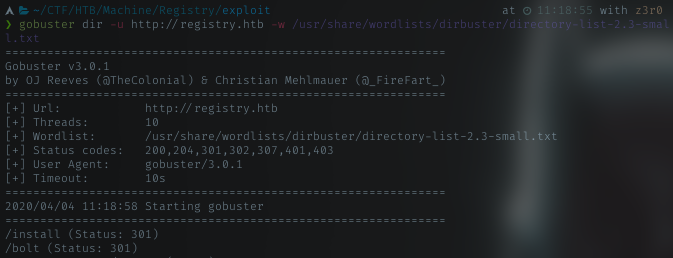 ~/CTF/HTB/Machine/Registry/exploit at 11:18:55 with z3r0
❯ gobuster dir -u http://registry.htb -w /usr/share/wordlists/dirbuster/directory-list-2.3-smal
l.txt
===============================================================
Gobuster v3.0.1
by OJ Reeves (@TheColonial) & Christian Mehlmauer (@_FireFart_)
===============================================================
[+] Url: http://registry.htb
[+] Threads: 10
[+] Wordlist: /usr/share/wordlists/dirbuster/directory-list-2.3-small.txt
[+] Status codes: 200,204,301,302,307,401,403
[+] User Agent: gobuster/3.0.1
[+] Timeout: 10s
===============================================================
2020/04/04 11:18:58 Starting gobuster
===============================================================
/install (Status: 301)
/bolt (Status: 301)